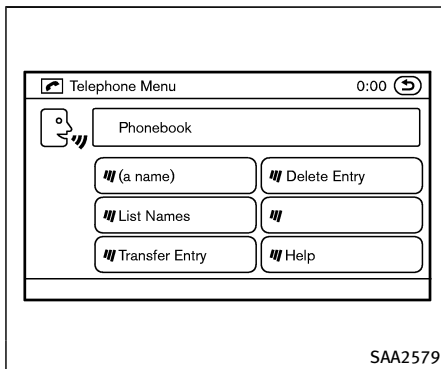 Telephone Menu 0:00
Phonebook
(a name) Delete Entry
List Names
Transfer Entry Help
SAA2579